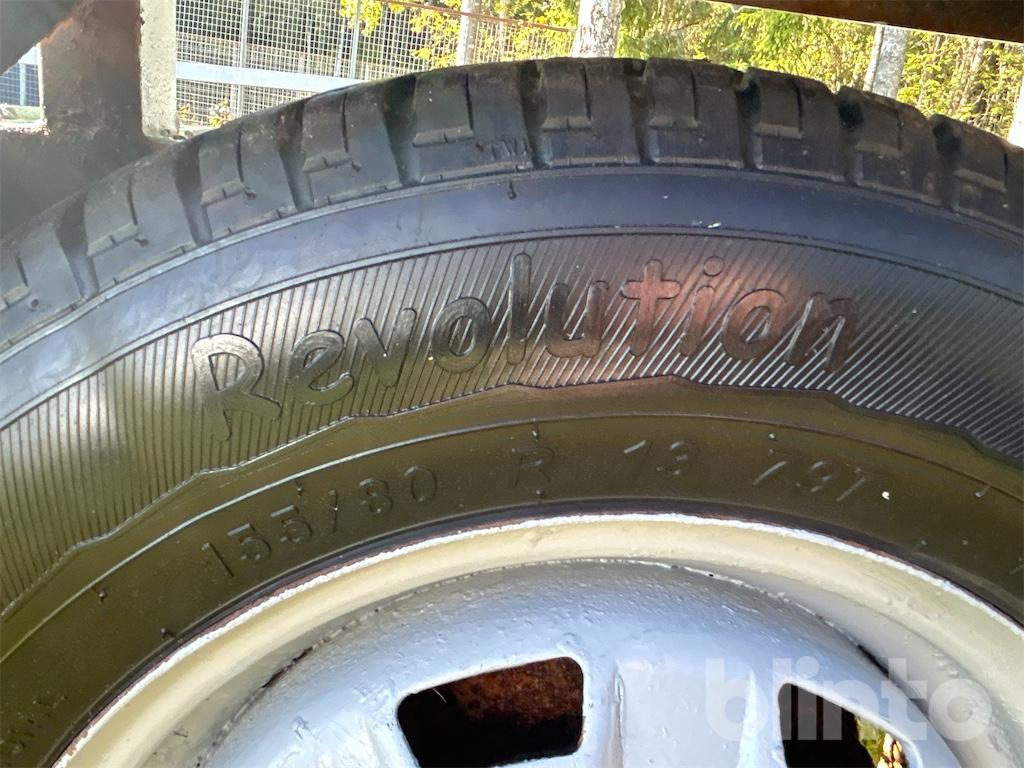 Revolution
155/80 R 13 79T
blinto